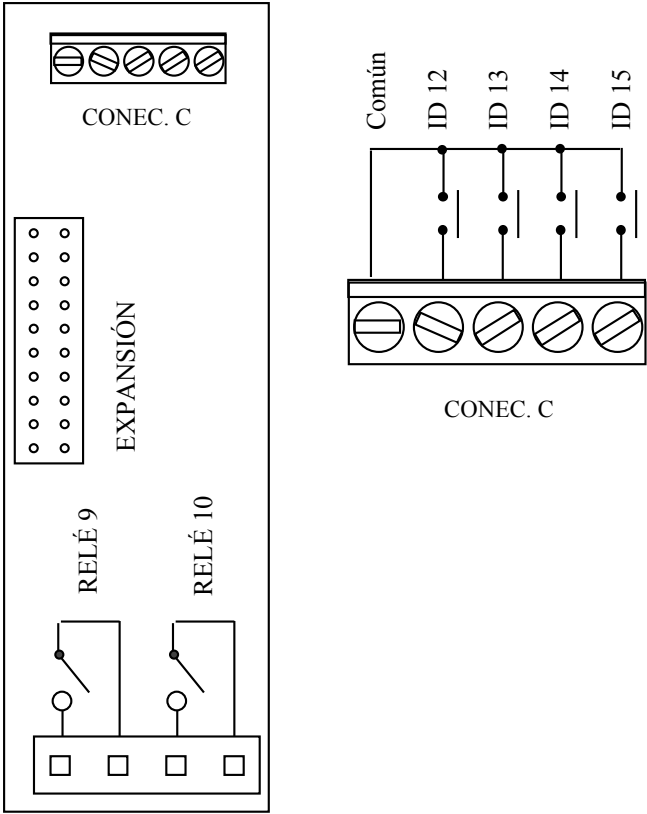 CONEC. C
EXPANSIÓN
RELÉ 9
RELÉ 10
Común
ID 12
ID 13
ID 14
ID 15
CONEC. C